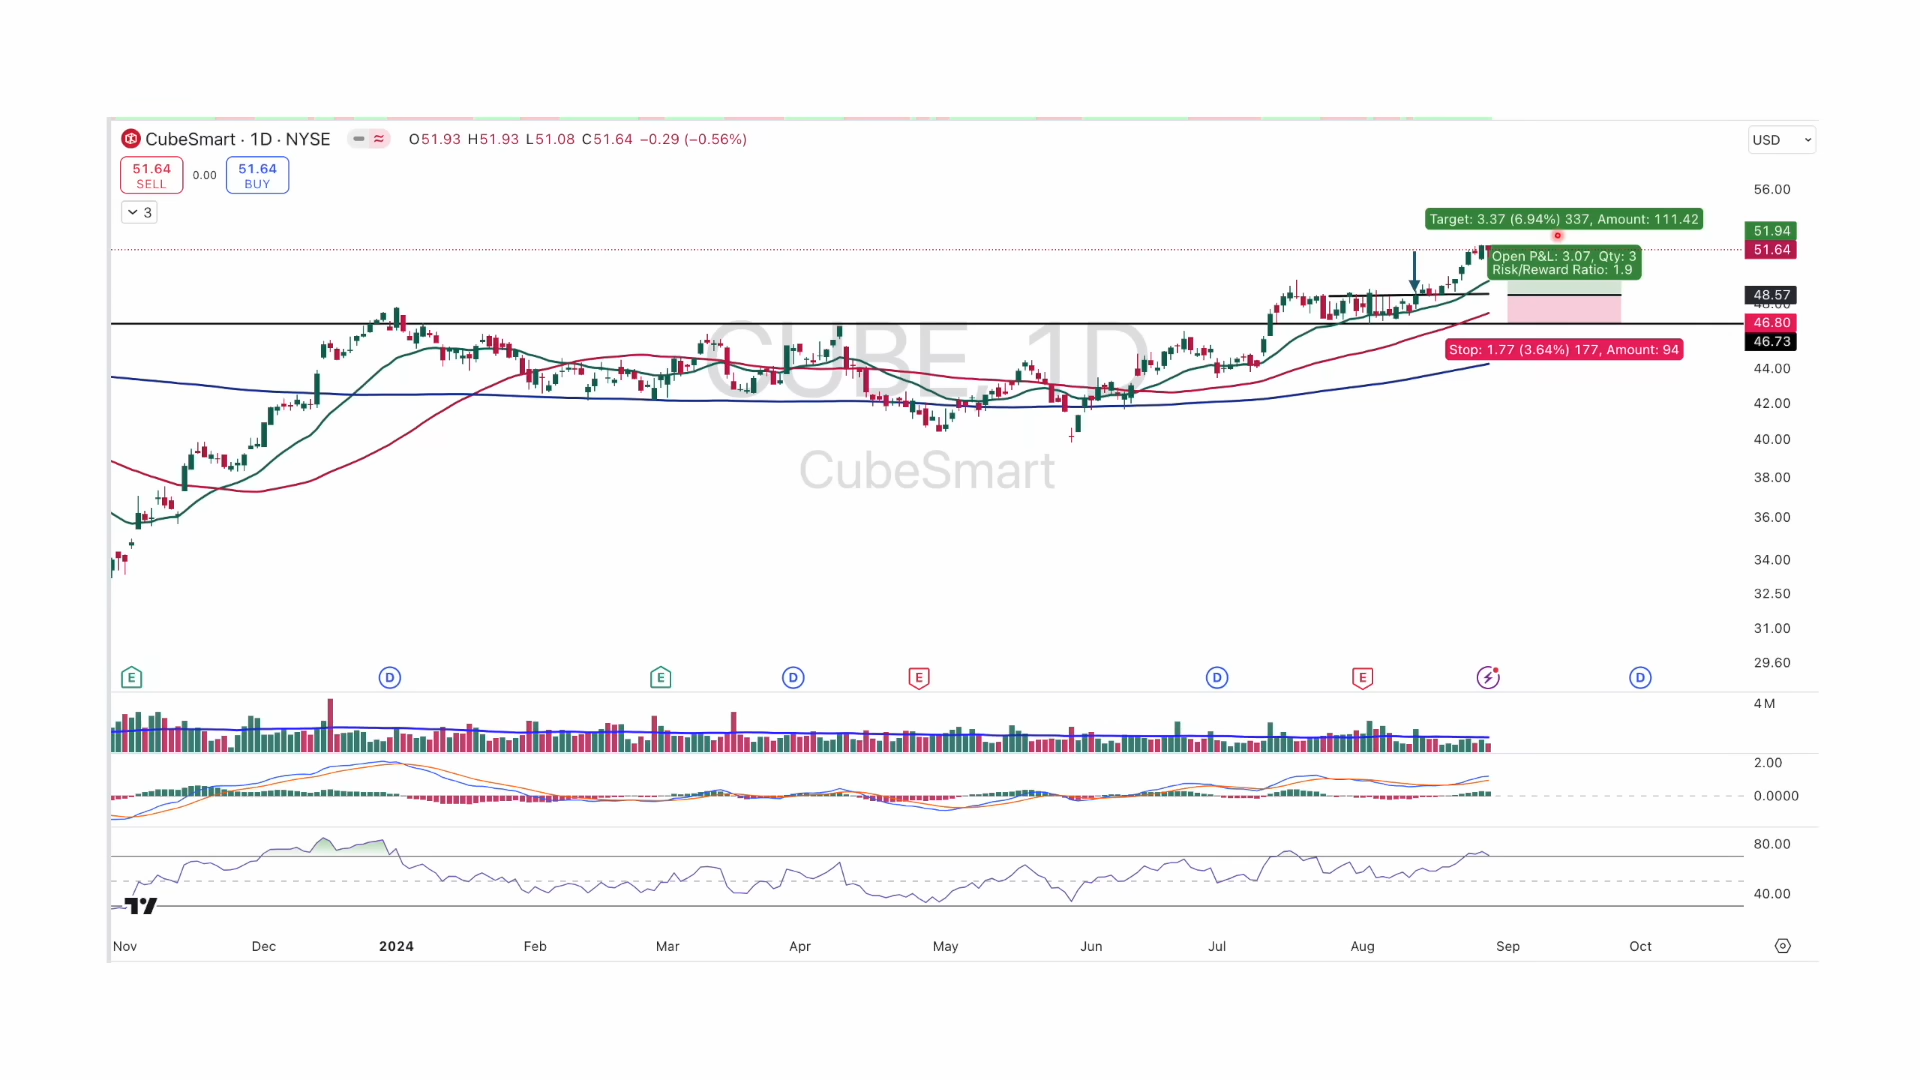 CubeSmart · 1D · NYSE
O51.93 H51.93 L51.08 C51.64 −0.29 (−0.56%)
USD
51.64
SELL
0.00
51.64
BUY
3
56.00
Target: 3.37 (6.94%) 337, Amount: 111.42
51.94
51.64
Open P&L: 3.07, Qty: 3
Risk/Reward Ratio: 1.9
48.57
46.80
46.73
Stop: 1.77 (3.64%) 177, Amount: 94
CUBE, 1D
CubeSmart
44.00
42.00
40.00
38.00
36.00
34.00
32.50
31.00
29.60
E
D
E
D
E
D
E
D
4 M
2.00
0.0000
80.00
40.00
Nov
Dec
2024
Feb
Mar
Apr
May
Jun
Jul
Aug
Sep
Oct